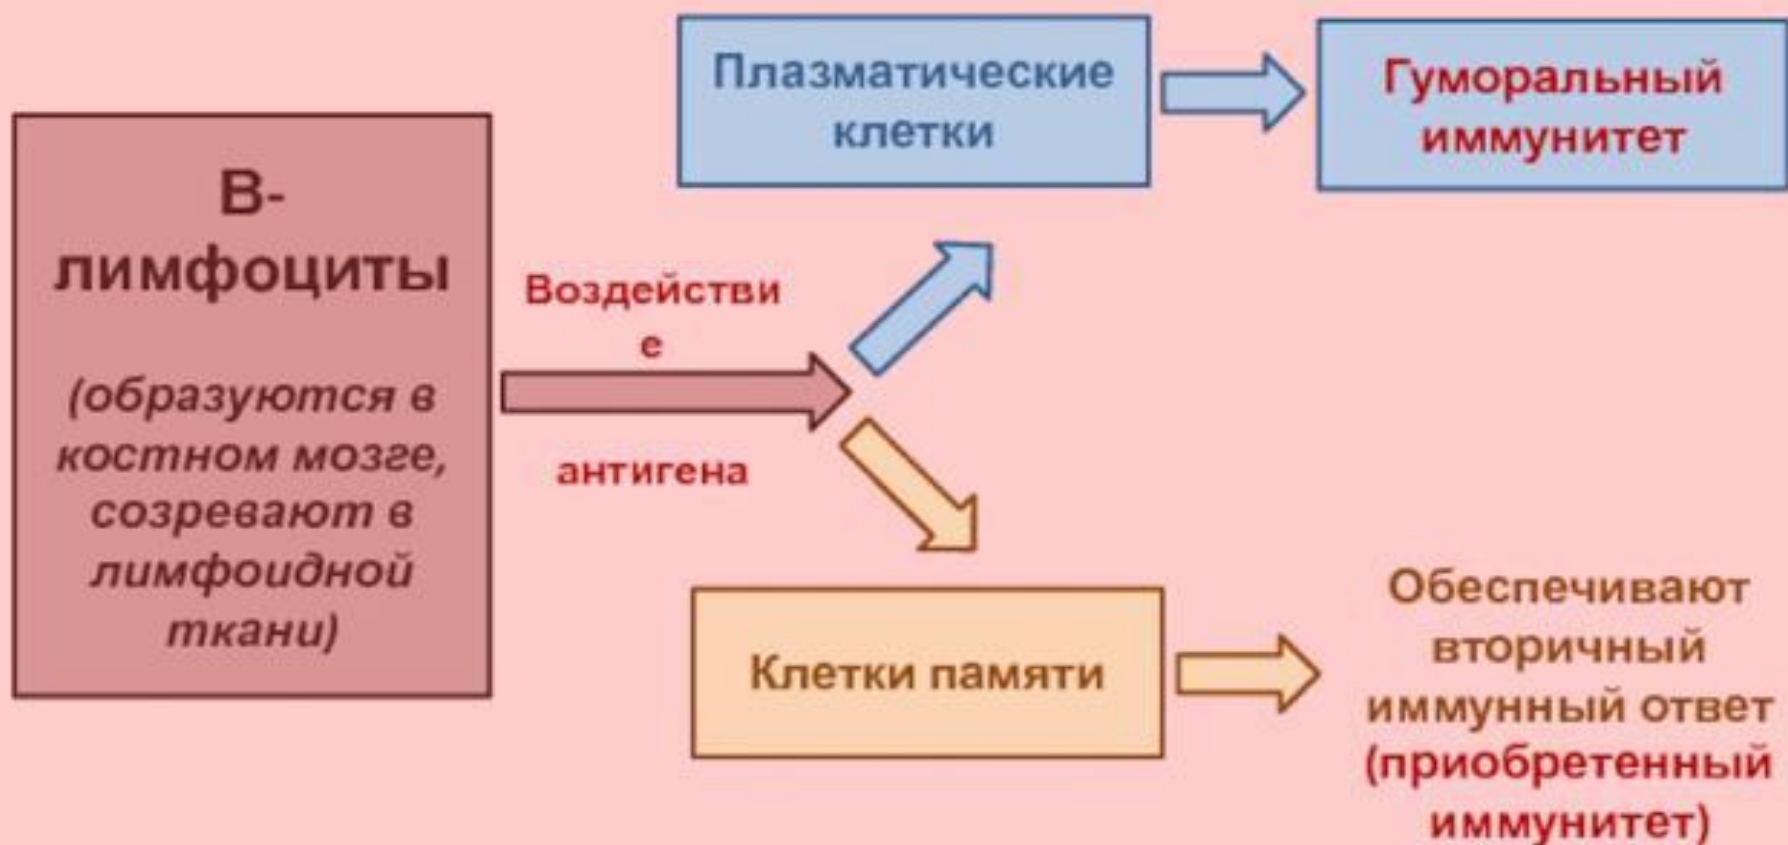 В-
лимфоциты
(образуются в
костном мозге,
созревают в
лимфоидной
ткани)
Воздействи
е
антигена
Плазматические
клетки
Гуморальный
иммунитет
Клетки памяти
Обеспечивают
вторичный
иммунный ответ
(приобретенный
иммунитет)